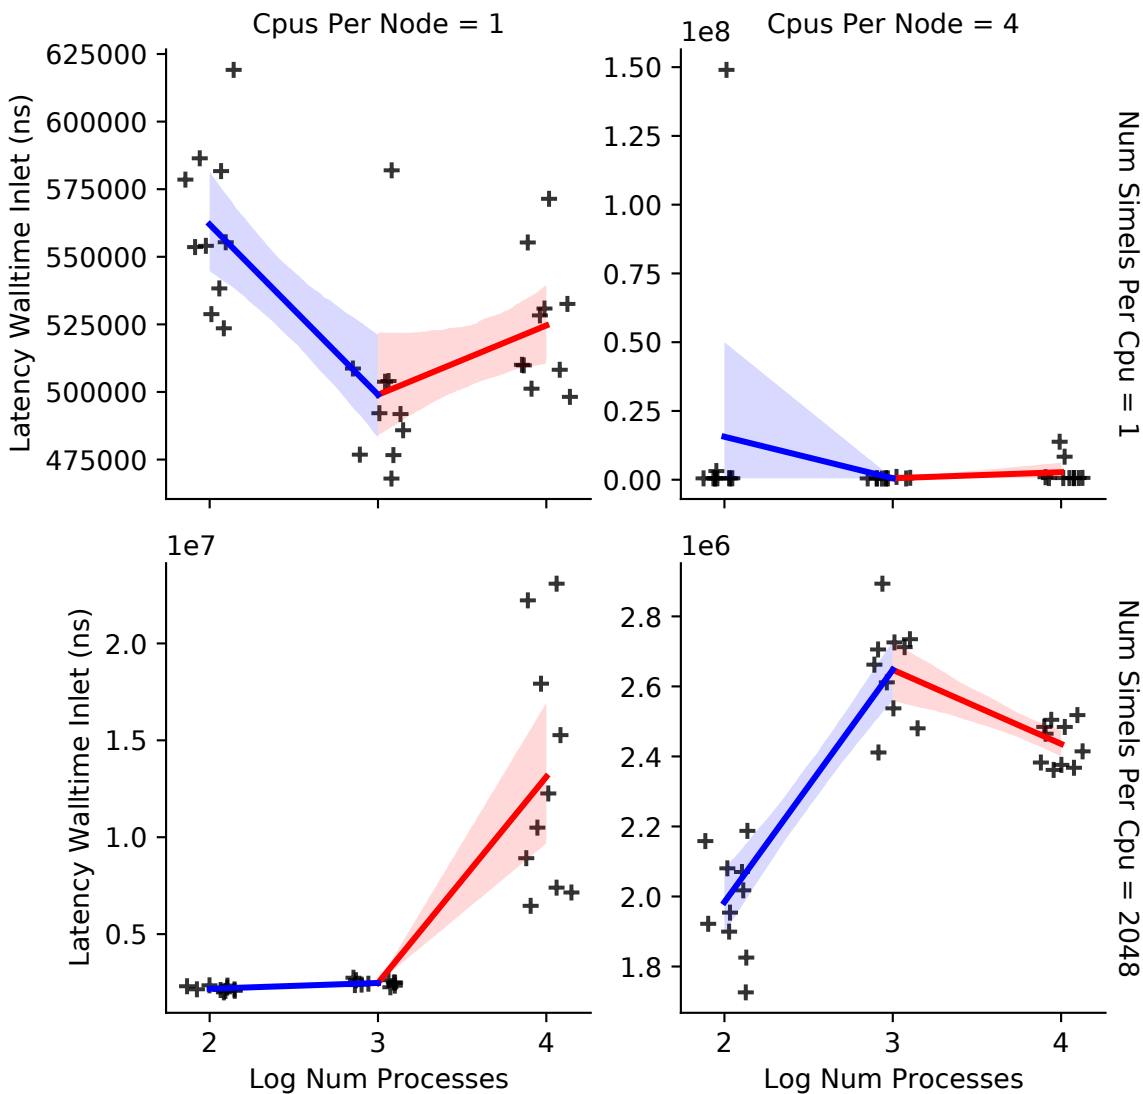 Cpus Per Node = 1
Cpus Per Node = 4
1e8
625000
600000
575000
550000
525000
500000
475000
Latency Walltime Inlet (ns)
1.50
1.25
1.00
0.75
0.50
0.25
0.00
Num Simels Per Cpu = 1
1e7
2.0
1.5
1.0
0.5
Latency Walltime Inlet (ns)
2 3 4
Log Num Processes
1e6
2.8
2.6
2.4
2.2
2.0
1.8
2 3 4
Log Num Processes
Num Simels Per Cpu = 2048